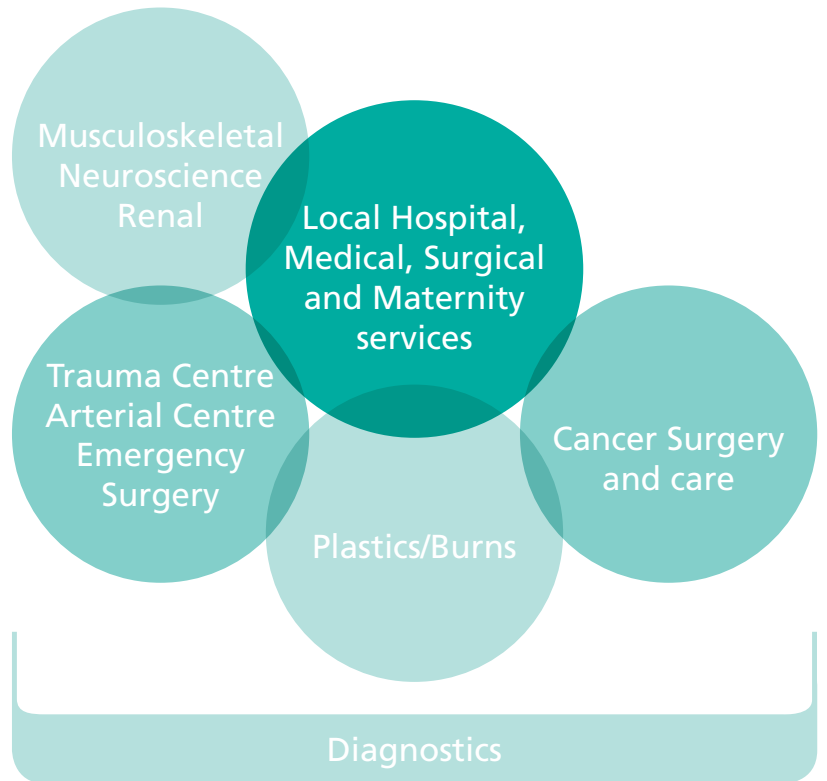 Musculoskeletal
Neuroscience
Renal
Local Hospital,
Medical, Surgical
and Maternity
services
Trauma Centre
Arterial Centre
Emergency
Surgery
Cancer Surgery
and care
Plastics/Burns
Diagnostics